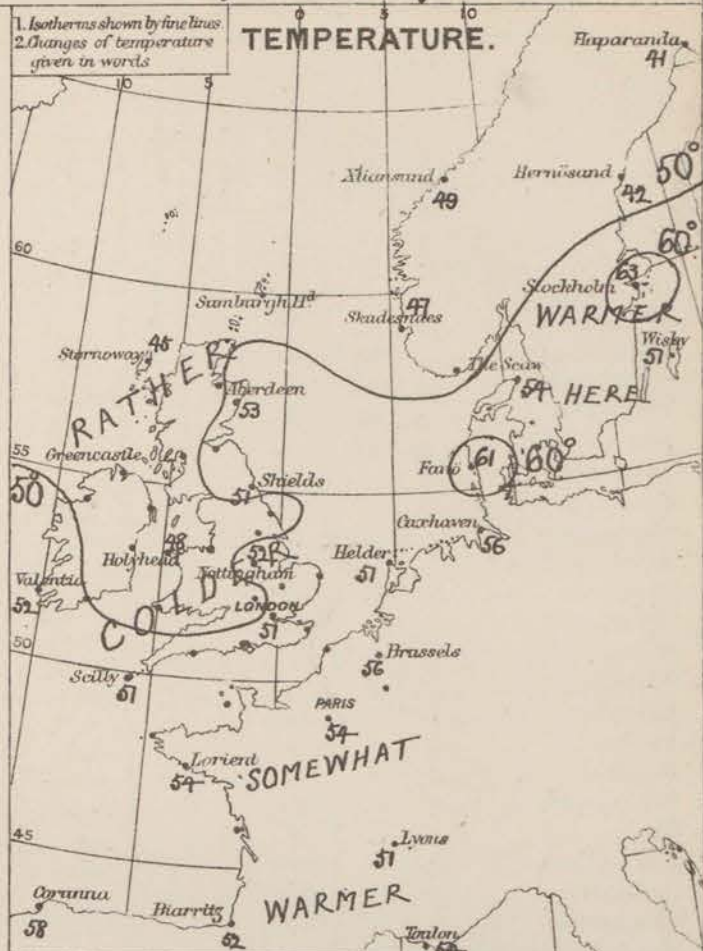 0 10
1. Isotherms shown by fine lines.
2. Changes of temperature
given in words
TEMPERATURE.
Haparanda
41
10 5
Xtiansund
49
Hernösand
42
50°
60
60°
Sumburgh Hd.
Stockholm
63
Skadesnaes
47
WARMER
Wisby
51
Stornoway
45
The Scaw
54
RATHER
Aberdeen
53
HERE
55
Greencastle
Fanö
61
60°
50°
Shields
51
Cuxhaven
56
Holyhead
48
52
Nottingham
Helder
51
Valentia
52
COLDER
LONDON
51
50
Brussels
56
Scilly
51
PARIS
54
Lorient
54
SOMEWHAT
45
Lyons
51
Corunna
58
Biarritz
52
WARMER
Toulon